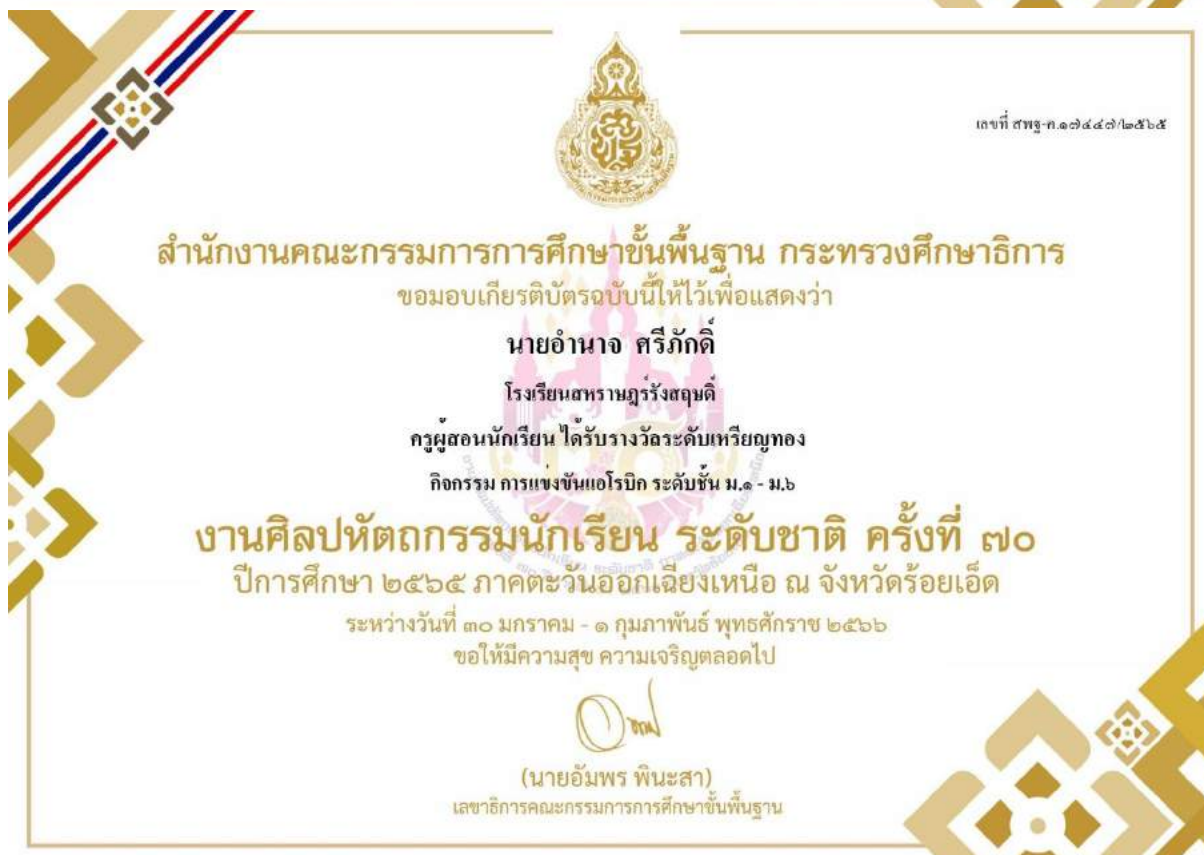 เลขที่ สพฐ-ค.๑๗๔๔๗/๒๕๖๕
สำนักงานคณะกรรมการการศึกษาขั้นพื้นฐาน กระทรวงศึกษาธิการ
ขอมอบเกียรติบัตรฉบับนี้ให้ไว้เพื่อแสดงว่า
นายอำนาจ ศรีภักดิ์
โรงเรียนสหราษฎร์รังสฤษดิ์
ครูผู้สอนนักเรียน ได้รับรางวัลระดับเหรียญทอง
กิจกรรม การแข่งขันแอโรบิก ระดับชั้น ม.๑ - ม.๖
งานศิลปหัตถกรรมนักเรียน ระดับชาติ ครั้งที่ ๗๐
ปีการศึกษา ๒๕๖๕ ภาคตะวันออกเฉียงเหนือ ณ จังหวัดร้อยเอ็ด
ระหว่างวันที่ ๓๐ มกราคม - ๑ กุมภาพันธ์ พุทธศักราช ๒๕๖๖
ขอให้มีความสุข ความเจริญตลอดไป
(นายอัมพร พินะสา)
เลขาธิการคณะกรรมการการศึกษาขั้นพื้นฐาน